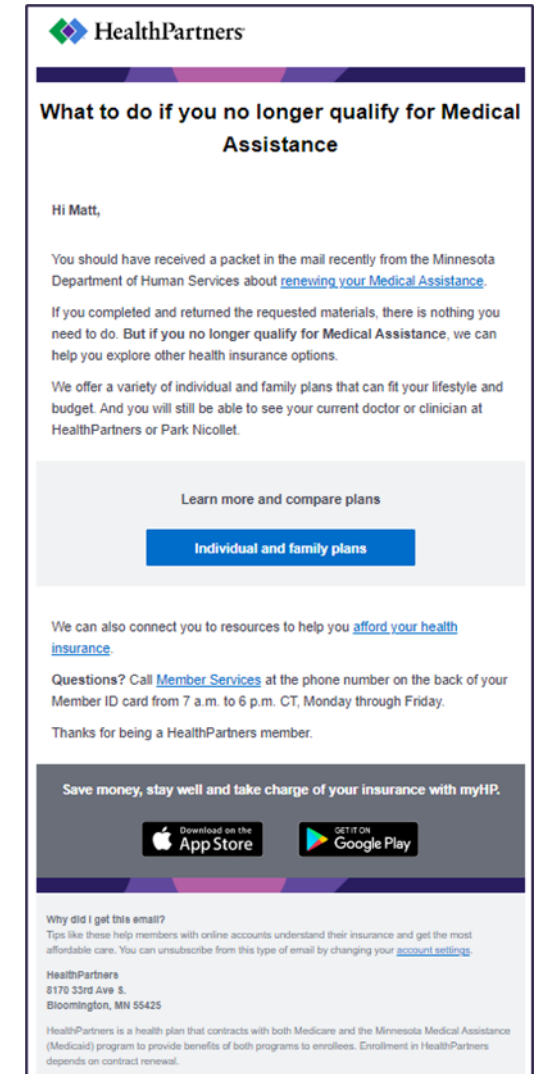 HealthPartners
What to do if you no longer qualify for Medical
Assistance
Hi Matt,
You should have received a packet in the mail recently from the Minnesota
Department of Human Services about renewing your Medical Assistance.
If you completed and returned the requested materials, there is nothing you
need to do. But if you no longer qualify for Medical Assistance, we can
help you explore other health insurance options.
We offer a variety of individual and family plans that can fit your lifestyle and
budget. And you will still be able to see your current doctor or clinician at
HealthPartners or Park Nicollet.
Learn more and compare plans
Individual and family plans
We can also connect you to resources to help you afford your health
insurance.
Questions? Call Member Services at the phone number on the back of your
Member ID card from 7 a.m. to 6 p.m. CT, Monday through Friday.
Thanks for being a HealthPartners member.
Save money, stay well and take charge of your insurance with myHP.
Download on the
App Store
GET IT ON
Google Play
Why did I get this email?
Tips like these help members with online accounts understand their insurance and get the most
affordable care. You can unsubscribe from this type of email by changing your account settings.
HealthPartners
8170 33rd Ave S.
Bloomington, MN 55425
HealthPartners is a health plan that contracts with both Medicare and the Minnesota Medical Assistance
(Medicaid) program to provide benefits of both programs to enrollees. Enrollment in HealthPartners
depends on contract renewal.